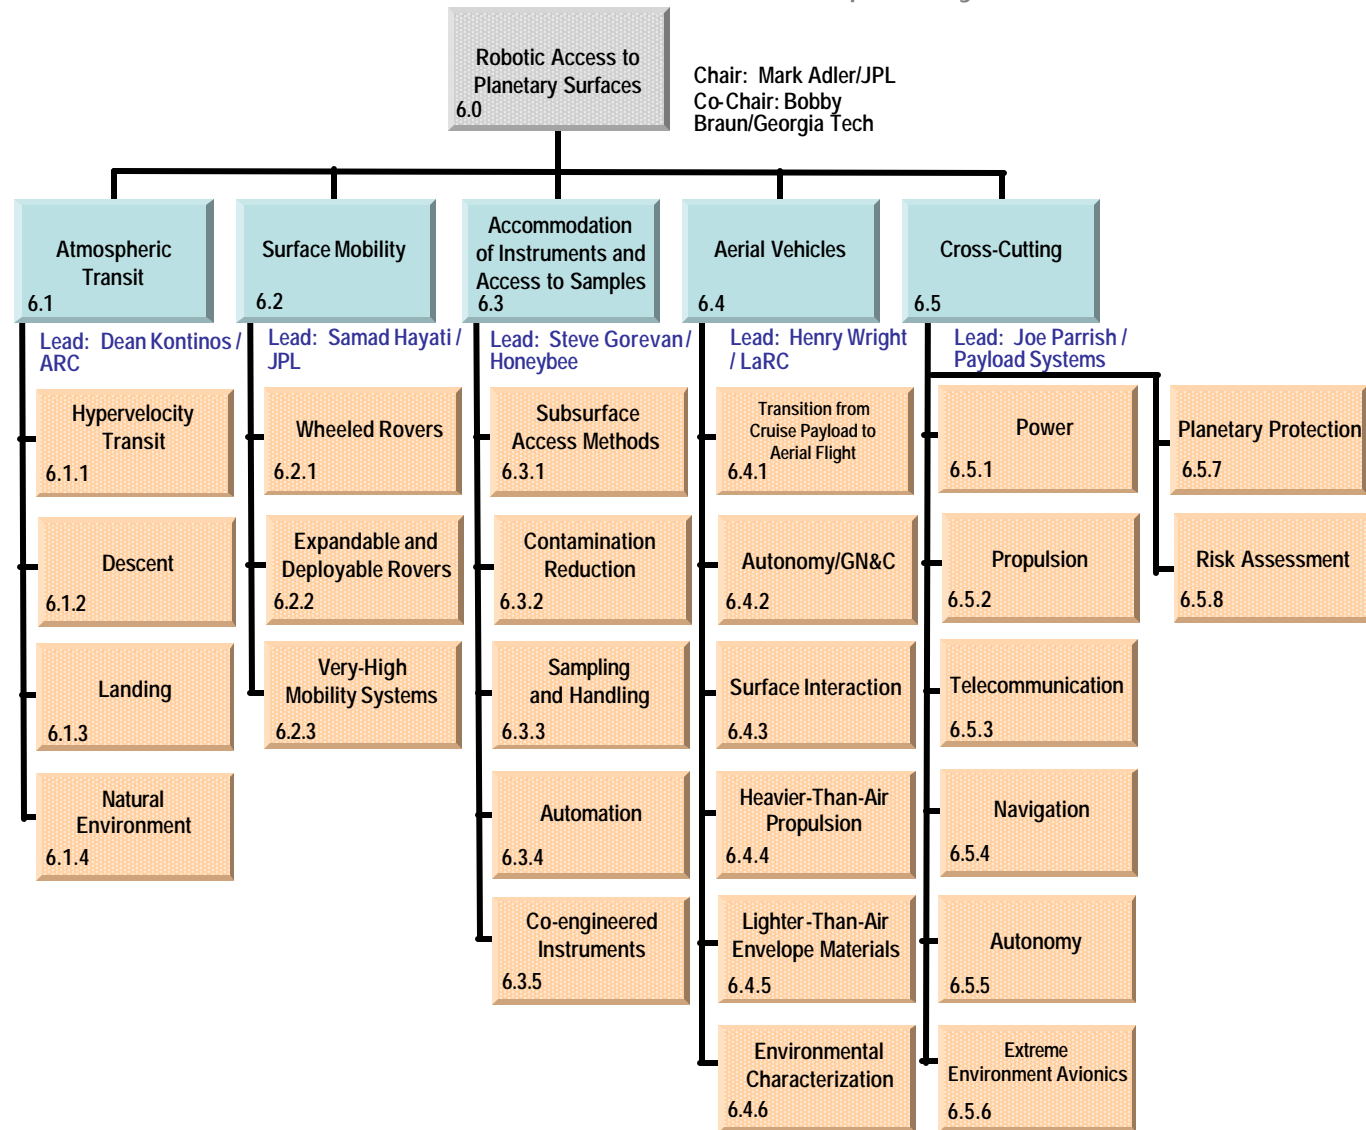 Robotic Access to
Planetary Surfaces
6.0
Chair: Mark Adler/JPL
Co-Chair: Bobby
Braun/Georgia Tech
Atmospheric
Transit
6.1
Surface Mobility
6.2
Accommodation
of Instruments and
Access to Samples
6.3
Aerial Vehicles
6.4
Cross-Cutting
6.5
Lead: Dean Kontinos /
ARC
Lead: Samad Hayati /
JPL
Lead: Steve Gorevan /
Honeybee
Lead: Henry Wright
/ LaRC
Lead: Joe Parrish /
Payload Systems
Hypervelocity
Transit
6.1.1
Descent
6.1.2
Landing
6.1.3
Natural
Environment
6.1.4
Wheeled Rovers
6.2.1
Expandable and
Deployable Rovers
6.2.2
Very-High
Mobility Systems
6.2.3
Subsurface
Access Methods
6.3.1
Contamination
Reduction
6.3.2
Sampling
and Handling
6.3.3
Automation
6.3.4
Co-engineered
Instruments
6.3.5
Transition from
Cruise Payload to
Aerial Flight
6.4.1
Autonomy/GN&C
6.4.2
Surface Interaction
6.4.3
Heavier-Than-Air
Propulsion
6.4.4
Lighter-Than-Air
Envelope Materials
6.4.5
Environmental
Characterization
6.4.6
Power
6.5.1
Propulsion
6.5.2
Telecommunication
6.5.3
Navigation
6.5.4
Autonomy
6.5.5
Extreme
Environment Avionics
6.5.6
Planetary Protection
6.5.7
Risk Assessment
6.5.8